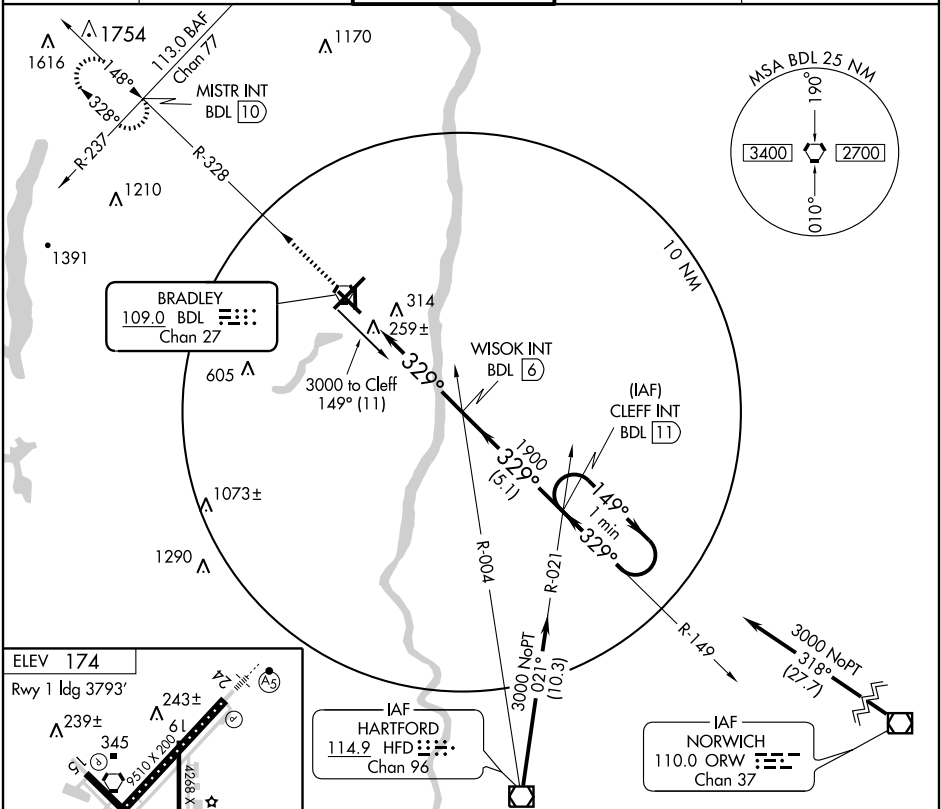 1754
1616
113.0 BAF
Chan 77
148°
328°
R-237
MISTR INT
BDL 10
1170
R-328
1210
1391
MSA BDL 25 NM
190°
3400
2700
010°
10 NM
BRADLEY
109.0 BDL
Chan 27
314
259±
605
3000 to Cleff
149° (11)
329°
WISOK INT
BDL 6
(IAF)
CLEFF INT
BDL 11
1900
329°
(5.1)
149°
1 min
329°
1073±
1290
R-004
R-021
R-149
3000 NoPT
021°
(10.3)
3000 NoPT
318°
(27.7)
IAF
HARTFORD
114.9 HFD
Chan 96
IAF
NORWICH
110.0 ORW
Chan 37
ELEV 174
Rwy 1 ldg 3793'
24
A5
P
239±
243±
19
345
P
15
9510 X 200
4268 X